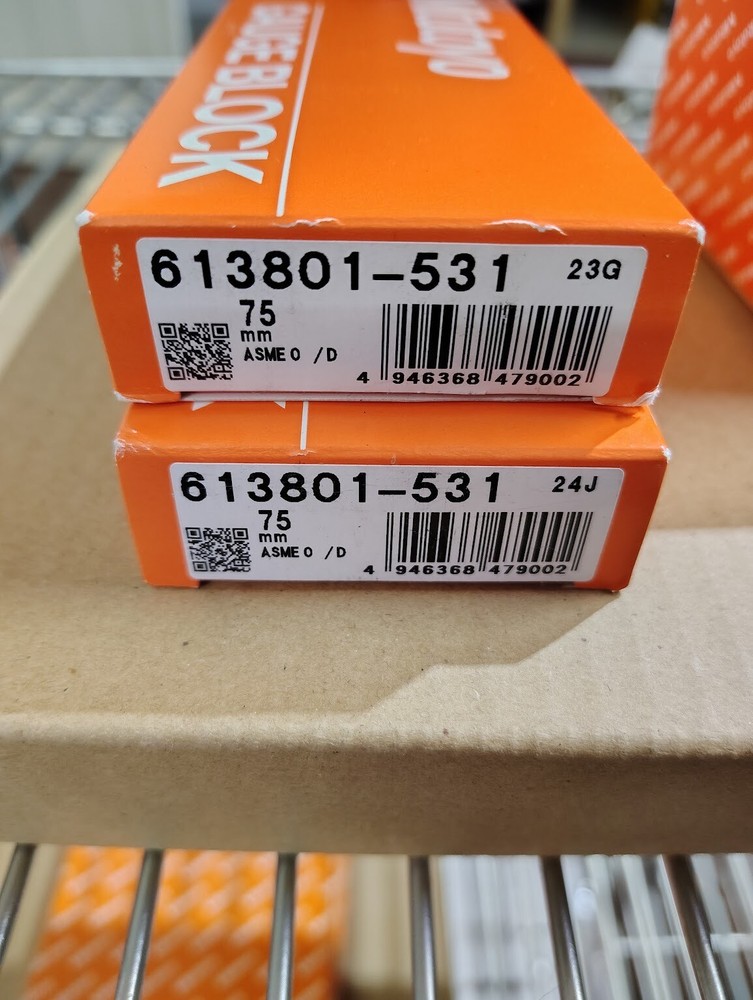 Mitutoyo
GAUGE BLOCK
613801-531 23G
75
mm
ASME 0 /D
4 946368 479002
613801-531 24J
75
mm
ASME 0 /D
4 946368 479002